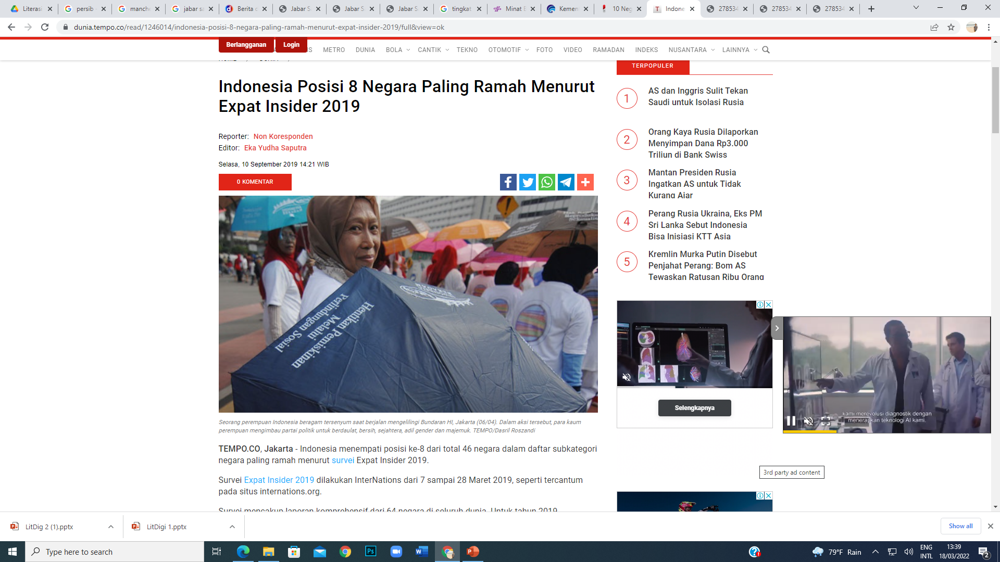 Literasi
persib -
manche
jabar sa
Berita d
Jabar S
Jabar S
Jabar S
tingkat
Minat B
Kement
10 Neg
Indone
278534
278534
278534
dunia.tempo.co/read/1246014/indonesia-posisi-8-negara-paling-ramah-menurut-expat-insider-2019/full&view=ok
Berlangganan
Login
METRO
DUNIA
BOLA
CANTIK
TEKNO
OTOMOTIF
FOTO
VIDEO
RAMADAN
INDEKS
NUSANTARA
LAINNYA
Indonesia Posisi 8 Negara Paling Ramah Menurut
Expat Insider 2019
Reporter: Non Koresponden
Editor: Eka Yudha Saputra
Selasa, 10 September 2019 14:21 WIB
0 KOMENTAR
Hentikan Pemiskinan
Melalui
Perlindungan Sosial
Seorang perempuan Indonesia beragam tersenyum saat berjalan mengelilingi Bundaran HI, Jakarta (06/04). Dalam aksi tersebut, para kaum
perempuan mengimbau partai politik untuk berdaulat, bersih, sejahtera, adil gender dan majemuk. TEMPO/Dasril Roszandi
TEMPO.CO, Jakarta - Indonesia menempati posisi ke-8 dari total 46 negara dalam daftar subkategori
negara paling ramah menurut survei Expat Insider 2019.
Survei Expat Insider 2019 dilakukan InterNations dari 7 sampai 28 Maret 2019, seperti tercantum
pada situs internations.org.
Survei mencakup laporan komprehensif dari 64 negara di seluruh dunia. Untuk tahun 2019,
TERPOPULER
1
AS dan Inggris Sulit Tekan
Saudi untuk Isolasi Rusia
2
Orang Kaya Rusia Dilaporkan
Menyimpan Dana Rp3.000
Triliun di Bank Swiss
3
Mantan Presiden Rusia
Ingatkan AS untuk Tidak
Kurang Ajar
4
Perang Rusia Ukraina, Eks PM
Sri Lanka Sebut Indonesia
Bisa Inisiasi KTT Asia
5
Kremlin Murka Putin Disebut
Penjahat Perang: Bom AS
Tewaskan Ratusan Ribu Orang
Selengkapnya
kami merevolusi diagnostik dengan
menerapkan teknologi AI kami.
3rd party ad content
LitDig 2 (1).pptx
LitDigi 1.pptx
Show all
Type here to search
79°F Rain
ENG
INTL
13:39
18/03/2022
2